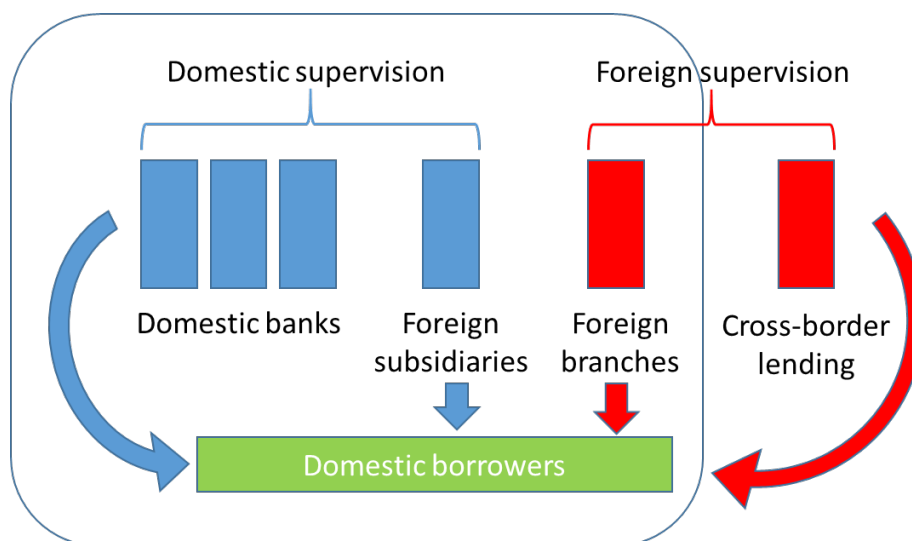 Domestic supervision
Foreign supervision
Domestic banks
Foreign
subsidiaries
Foreign
branches
Cross-border
lending
Domestic borrowers